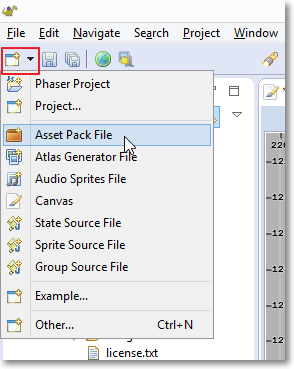 File Edit Navigate Search Project Window
Phaser Project
Project...
Asset Pack File
Atlas Generator File
Audio Sprites File
Canvas
State Source File
Sprite Source File
Group Source File
Example...
Other... Ctrl+N
license.txt